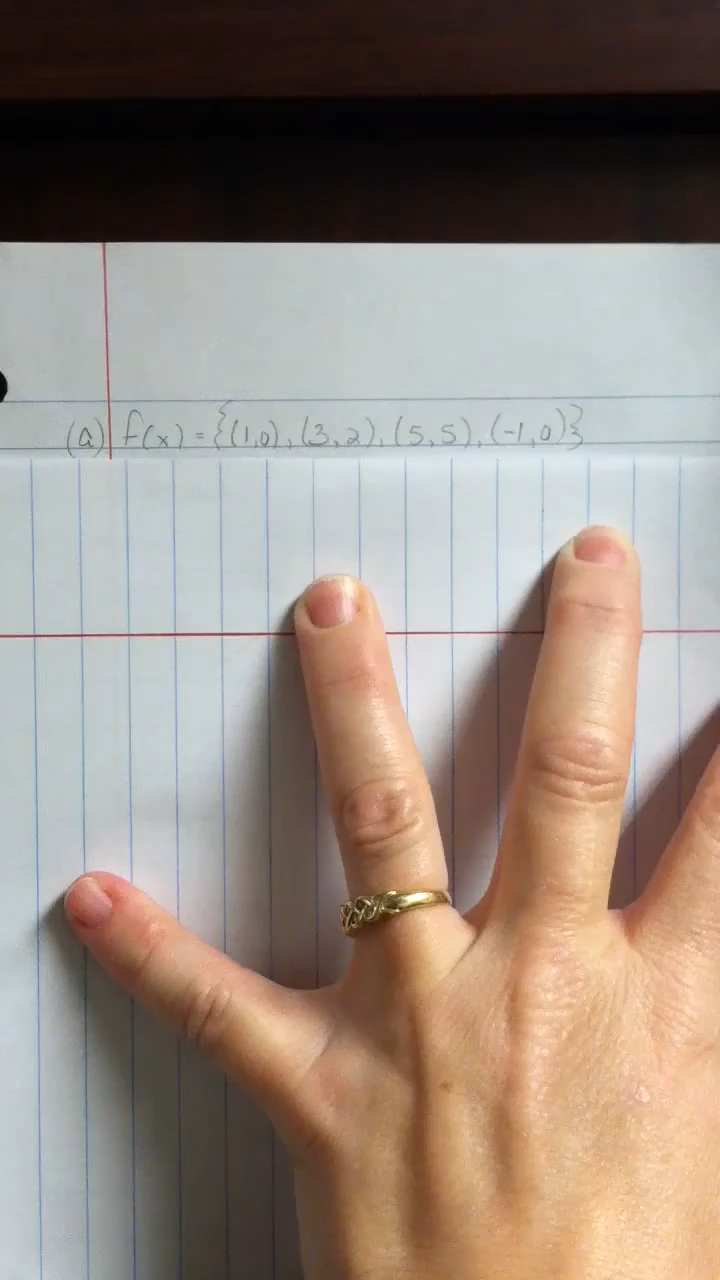 (a) f(x) = {(1,0), (3,2), (5,5), (-1,0)}